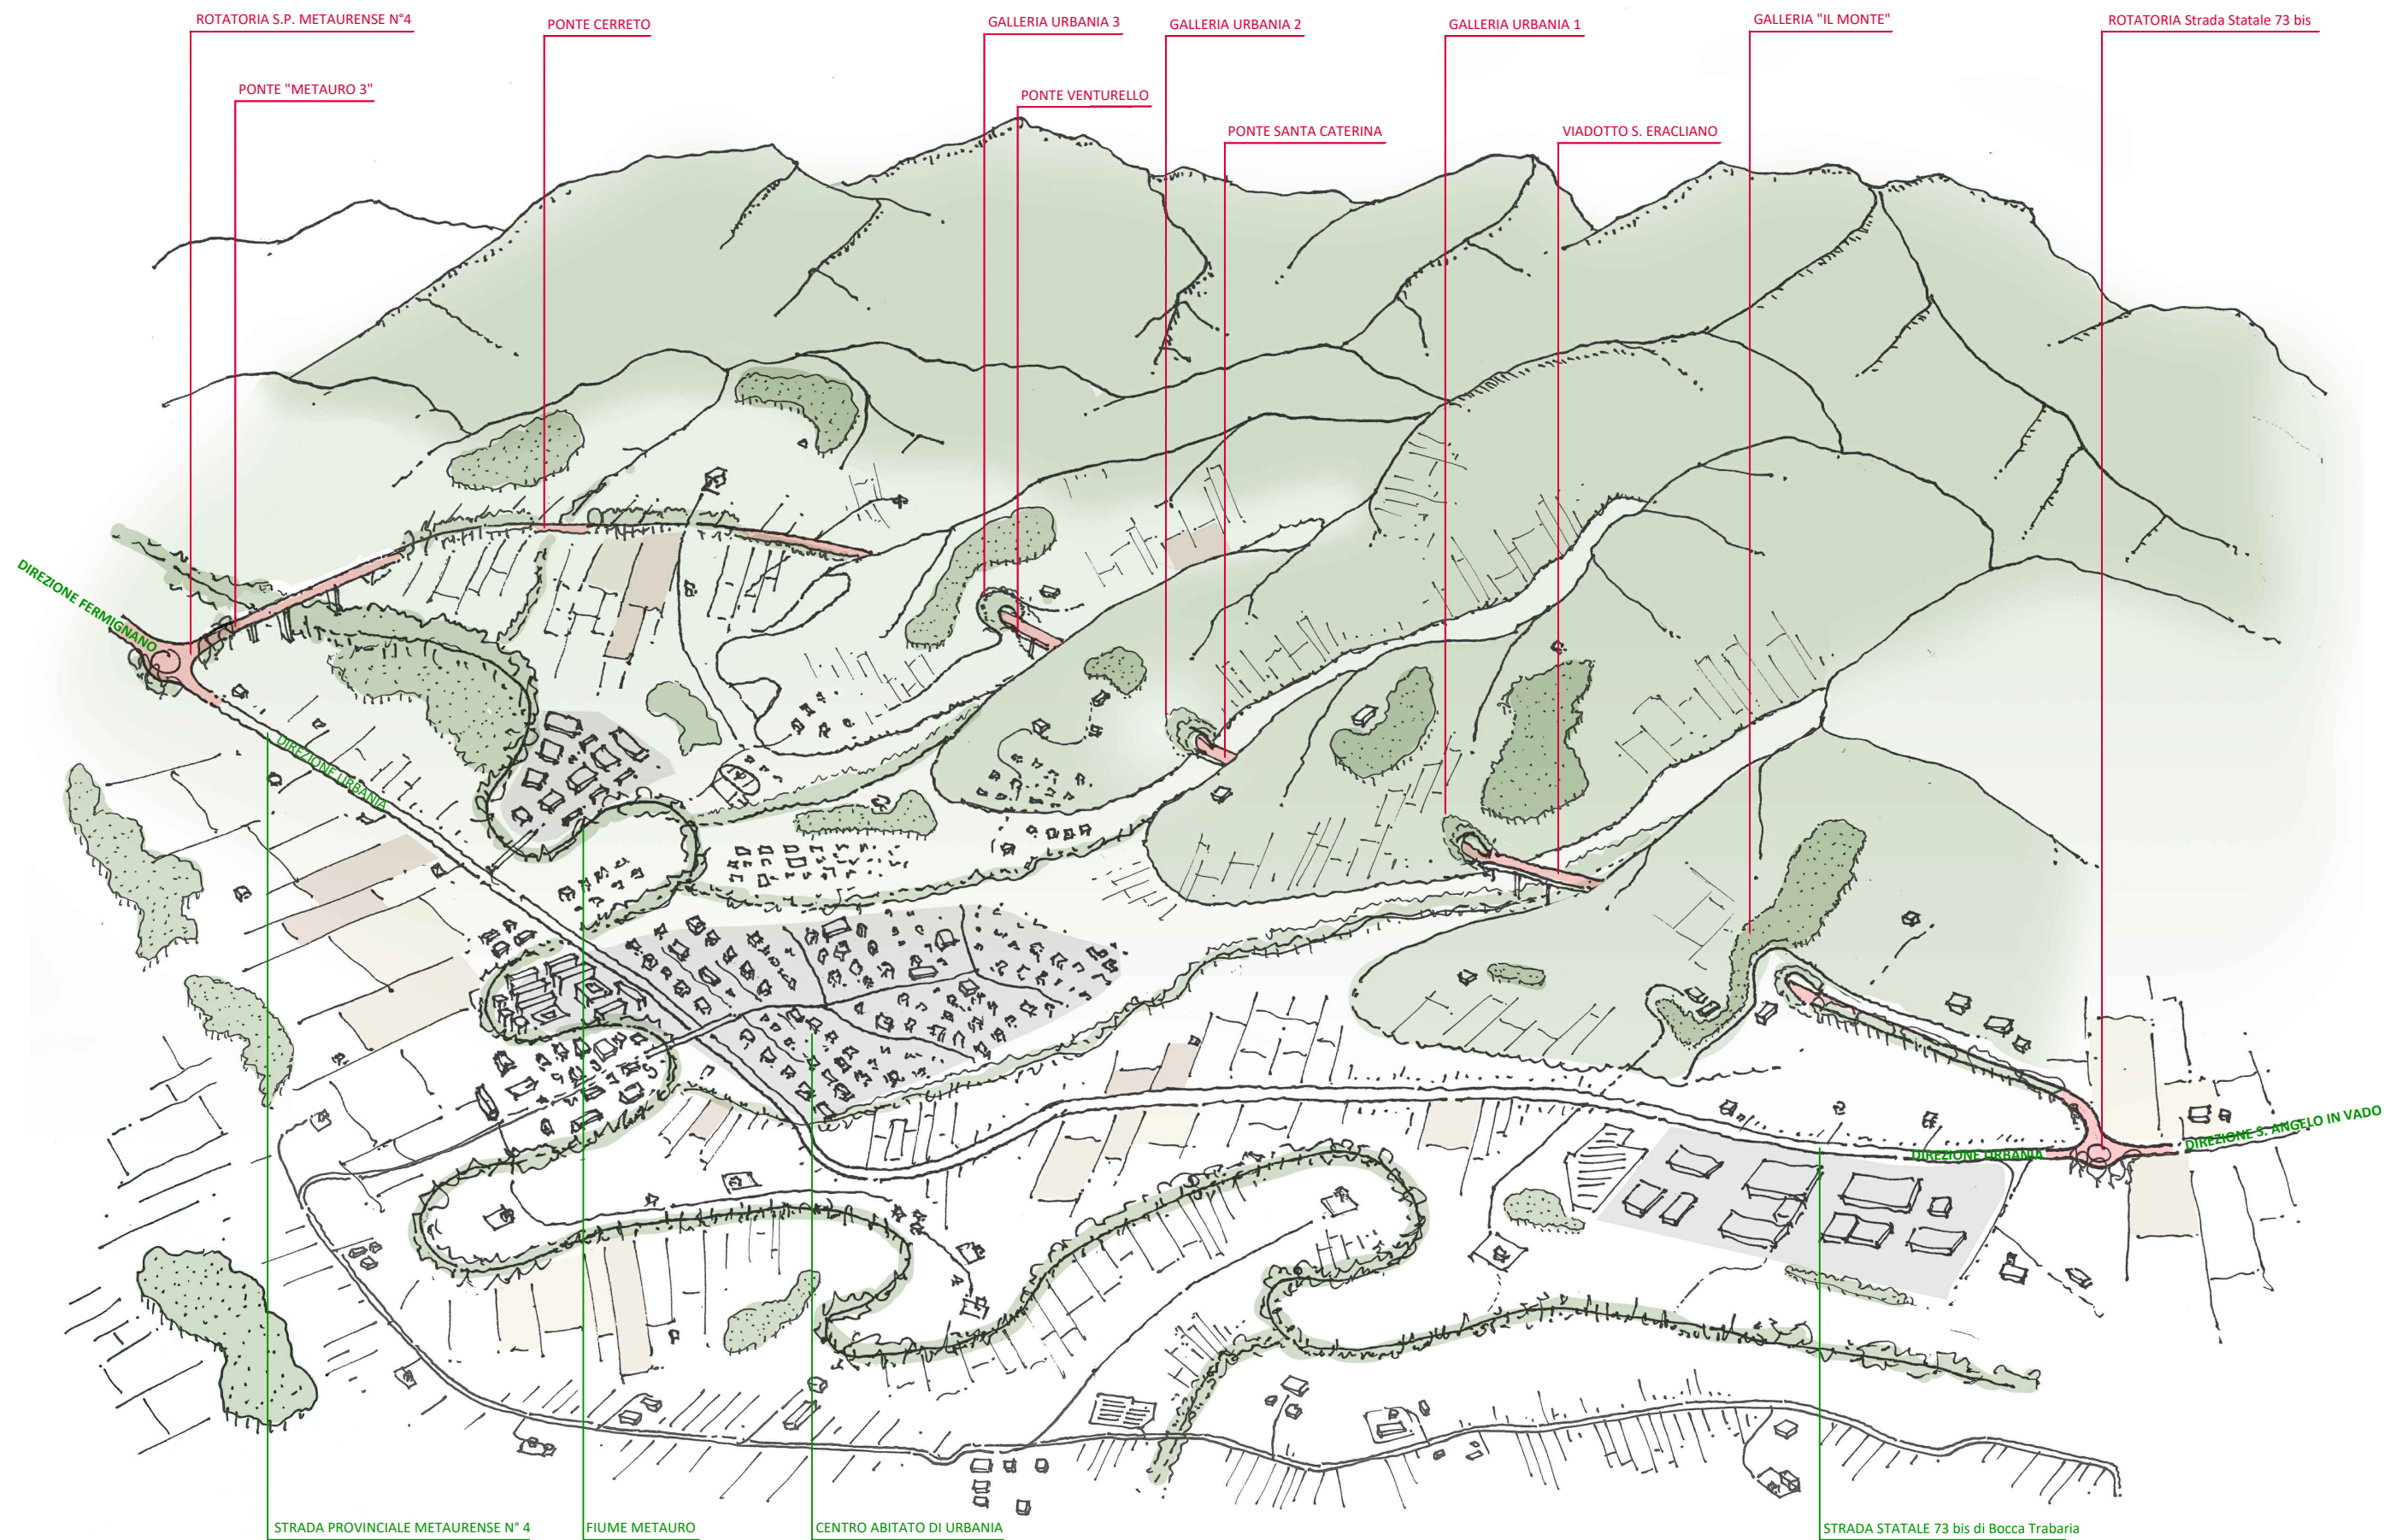 ROTATORIA S.P. METAURENSE N°4
PONTE CERRETO
GALLERIA URBANIA 3
GALLERIA URBANIA 2
GALLERIA URBANIA 1
GALLERIA "IL MONTE"
ROTATORIA Strada Statale 73 bis
PONTE "METAURO 3"
PONTE VENTURELLO
PONTE SANTA CATERINA
VIADOTTO S. ERACLIANO
DIREZIONE FERMIGNANO
DIREZIONE URBANIA
DIREZIONE S. ANGELO IN VADO
DIREZIONE URBANIA
STRADA PROVINCIALE METAURENSE N° 4
FIUME METAURO
CENTRO ABITATO DI URBANIA
STRADA STATALE 73 bis di Bocca Trabaria